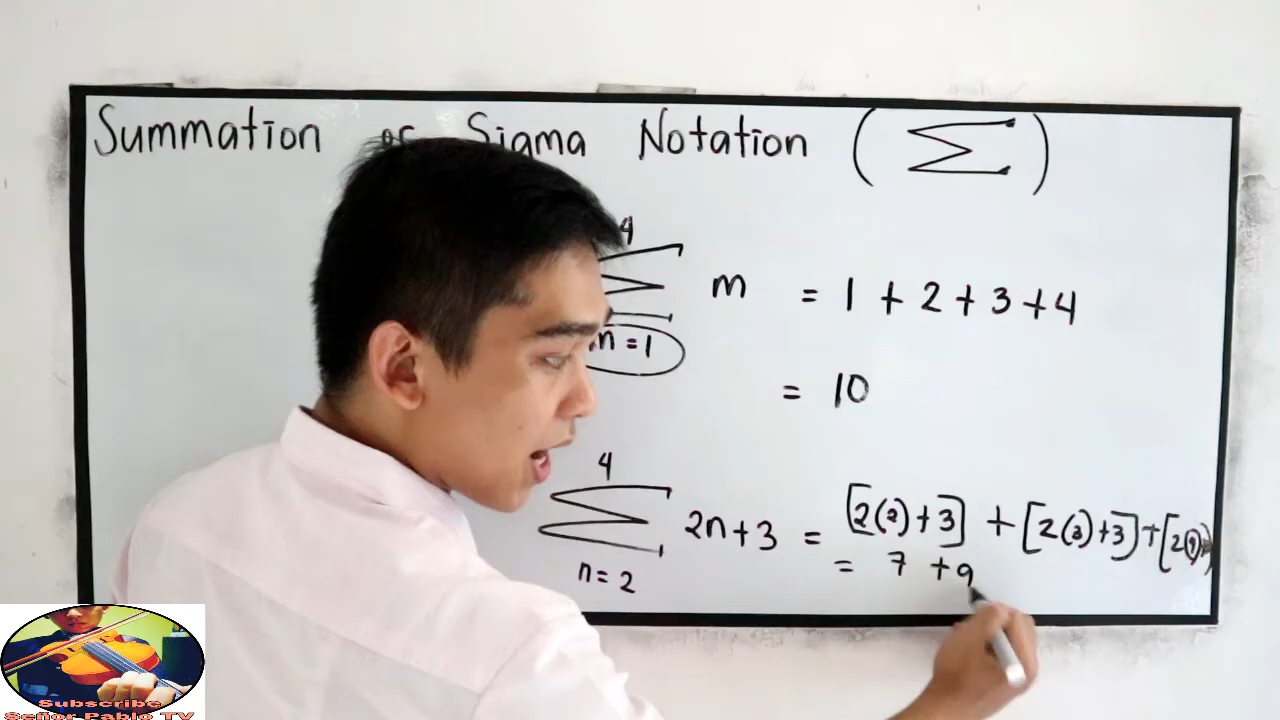 Summation or Sigma Notation (Σ)
4
Σ m = 1 + 2 + 3 + 4
m = 1
= 10
4
Σ 2n + 3 = [2(2) + 3] + [2(3) + 3] + [2(4)
n = 2
= 7 + 9
Subscribe
Señor Pablo TV